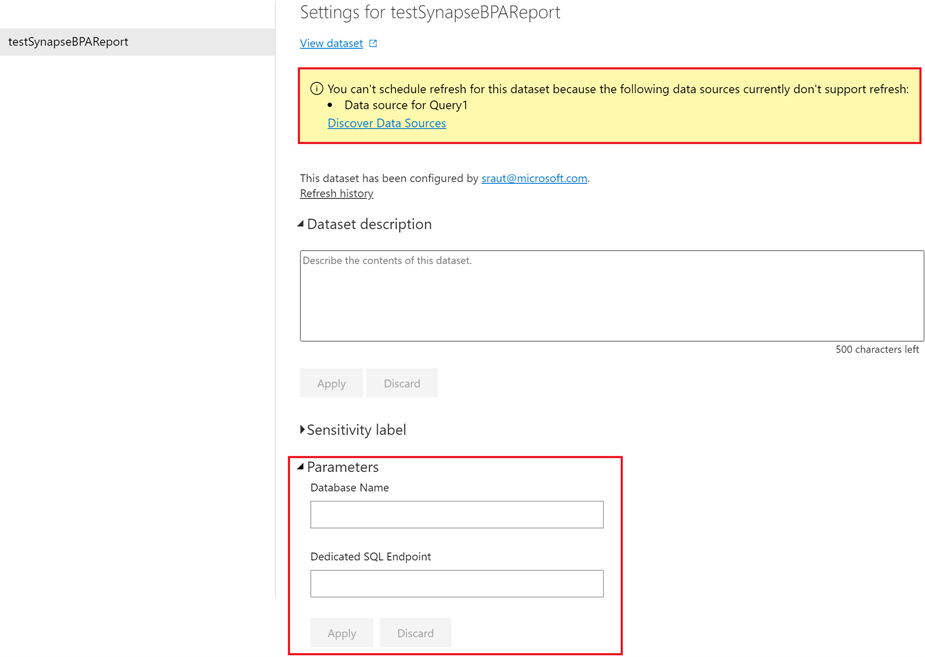 Settings for testSynapseBPAReport
testSynapseBPAReport
View dataset
You can't schedule refresh for this dataset because the following data sources currently don't support refresh:
• Data source for Query1
Discover Data Sources
This dataset has been configured by sraut@microsoft.com.
Refresh history
Dataset description
Describe the contents of this dataset.
500 characters left
Apply Discard
Sensitivity label
Parameters
Database Name
Dedicated SQL Endpoint
Apply Discard